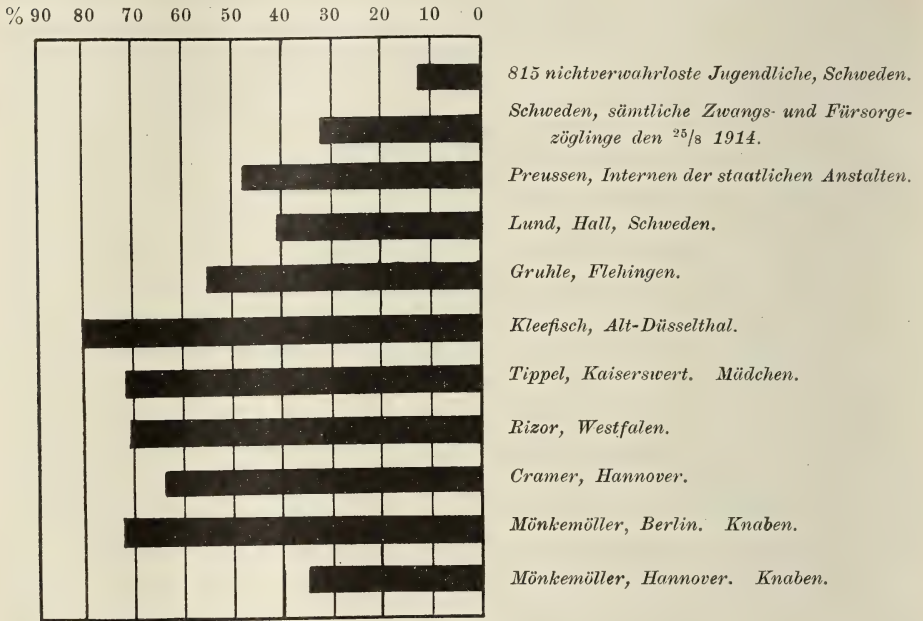 % 90 80 70 60 50 40 30 20 10 0
815 nichtverwahrloste Jugendliche, Schweden.
Schweden, sämtliche Zwangs- und Fürsorge-
zöglinge den 25/8 1914.
Preussen, Internen der staatlichen Anstalten.
Lund, Hall, Schweden.
Gruhle, Flehingen.
Kleefisch, Alt-Düsselthal.
Tippel, Kaiserswert. Mädchen.
Rizor, Westfalen.
Cramer, Hannover.
Mönkemöller, Berlin. Knaben.
Mönkemöller, Hannover. Knaben.